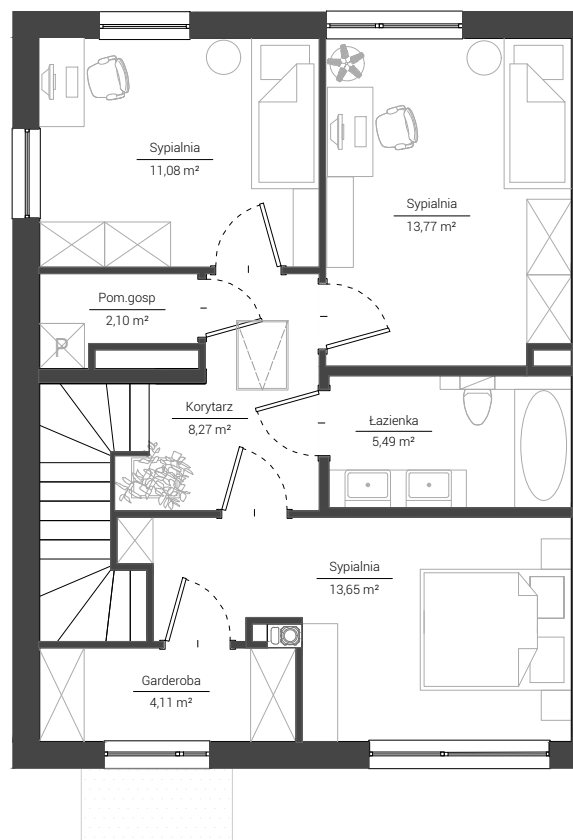 Sypialnia
11,08 m²
Sypialnia
13,77 m²
Pom.gosp
2,10 m²
P
Korytarz
8,27 m²
Łazienka
5,49 m²
Sypialnia
13,65 m²
Garderoba
4,11 m²